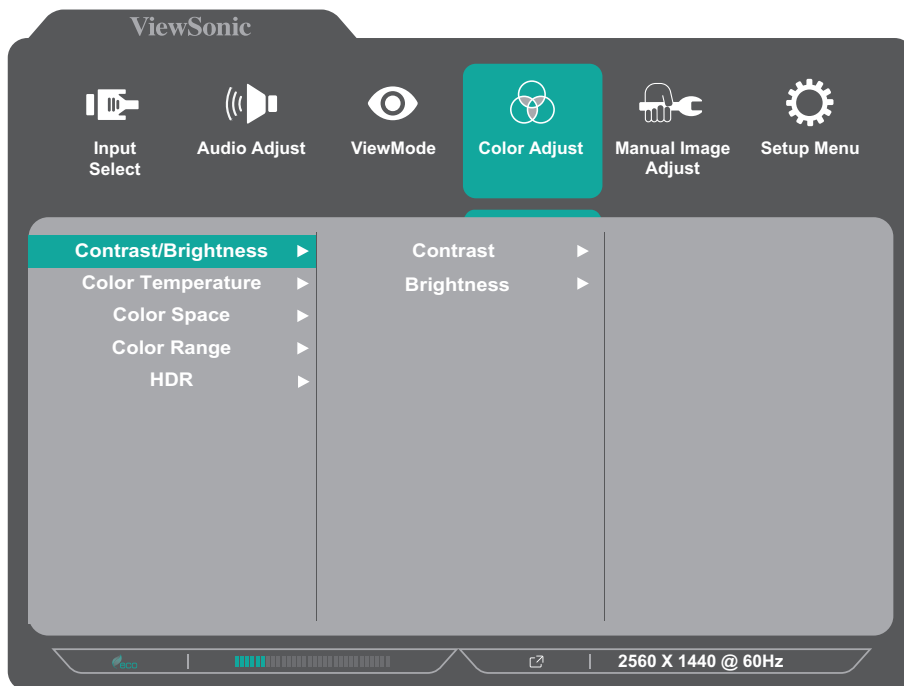 ViewSonic
Input
Select
Audio Adjust
ViewMode
Color Adjust
Manual Image
Adjust
Setup Menu
Contrast/Brightness
Color Temperature
Color Space
Color Range
HDR
Contrast
Brightness
eco
2560 X 1440 @ 60Hz